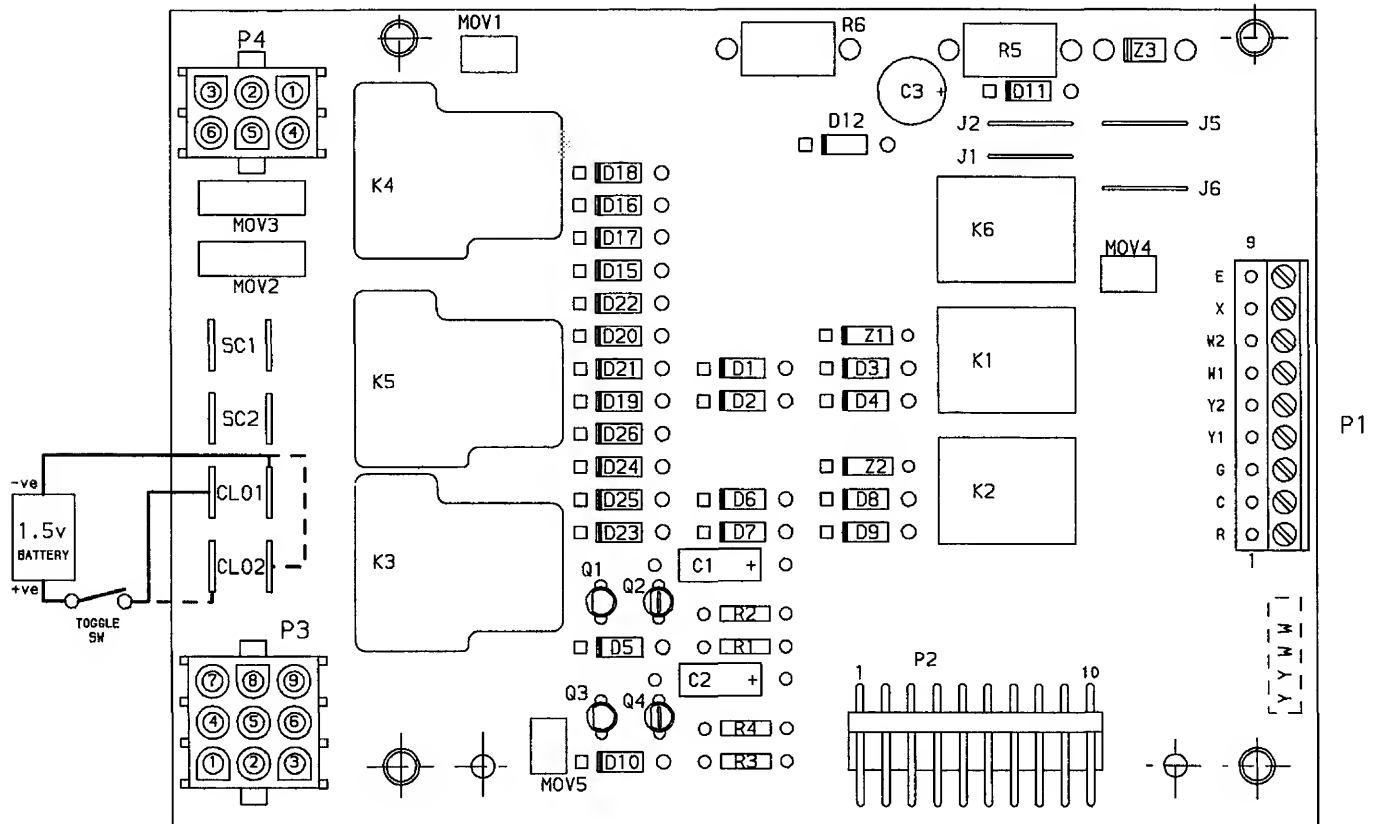 MOV1
P4
R6
R5
Z3
3 2 1
C3 +
D11
6 5 4
D12
J2
J5
J1
D18
K4
J6
D16
MOV3
D17
K6
9
MOV4
D15
E
MOV2
D22
X
SC1
D20
Z1
W2
D21
D1
D3
K1
W1
K5
D19
D2
D4
Y2
SC2
D26
P1
Y1
D24
Z2
G
-ve
CLO1
D25
D6
D8
K2
C
1.5v
BATTERY
D23
D7
D9
R
K3
CLO2
C1 +
1
Q1
Q2
+ve
TOGGLE
SW
R2
P3
D5
R1
M M Y Y
P2
7 8 9
C2 +
1
10
Q3
Q4
4 5 6
R4
1 2 3
D10
R3
MOV5